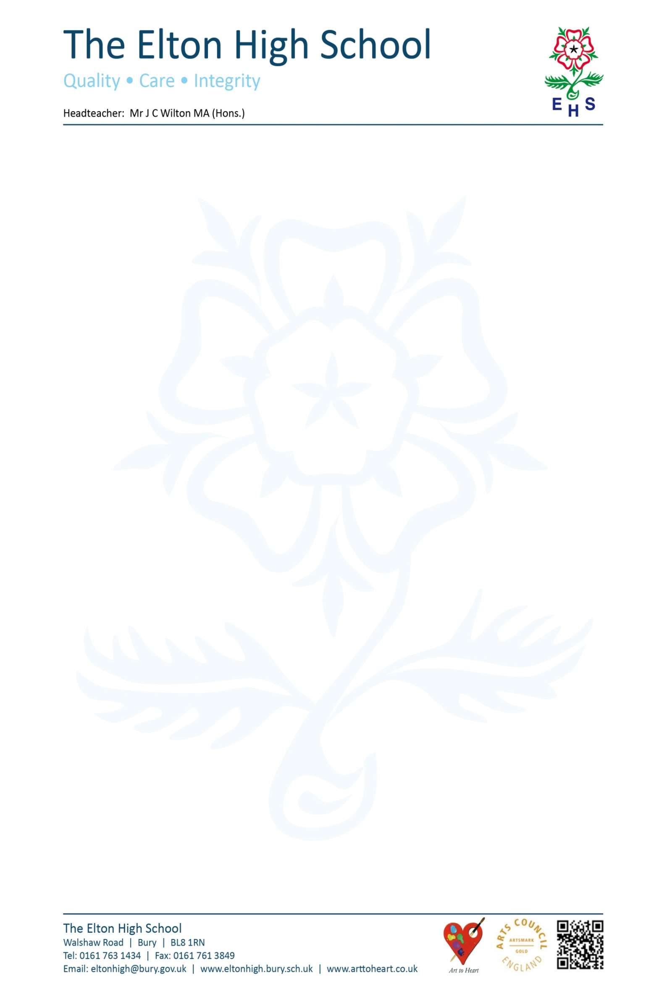 The Elton High School
Quality • Care • Integrity
Headteacher: Mr J C Wilton MA (Hons.)
E H S
The Elton High School
Walshaw Road | Bury | BL8 1RN
Tel: 0161 763 1434 | Fax: 0161 761 3849
Email: eltonhigh@bury.gov.uk | www.eltonhigh.bury.sch.uk | www.arttoheart.co.uk
Art to Heart
ARTS COUNCIL
ARTSMARK
GOLD
ENGLAND